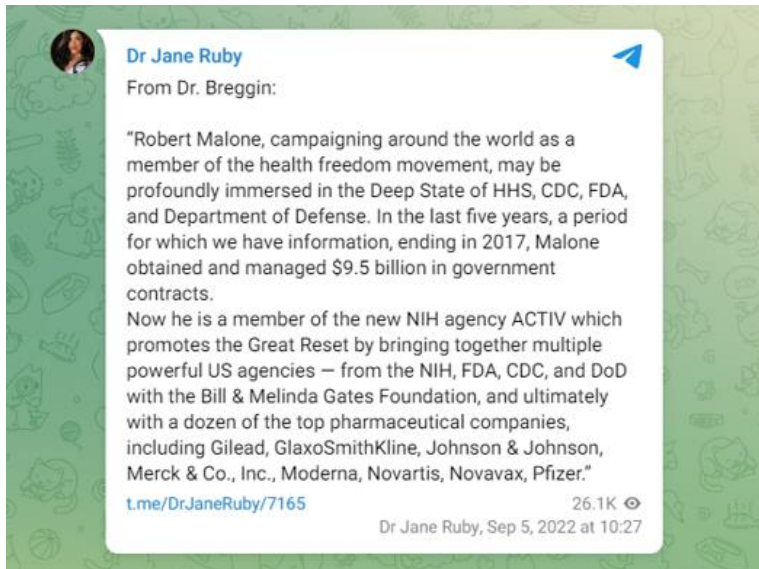 Dr Jane Ruby
From Dr. Breggin:
“Robert Malone, campaigning around the world as a
member of the health freedom movement, may be
profoundly immersed in the Deep State of HHS, CDC, FDA,
and Department of Defense. In the last five years, a period
for which we have information, ending in 2017, Malone
obtained and managed $9.5 billion in government
contracts.
Now he is a member of the new NIH agency ACTIV which
promotes the Great Reset by bringing together multiple
powerful US agencies — from the NIH, FDA, CDC, and DoD
with the Bill & Melinda Gates Foundation, and ultimately
with a dozen of the top pharmaceutical companies,
including Gilead, GlaxoSmithKline, Johnson & Johnson,
Merck & Co., Inc., Moderna, Novartis, Novavax, Pfizer.”
t.me/DrJaneRuby/7165 26.1K
Dr Jane Ruby, Sep 5, 2022 at 10:27